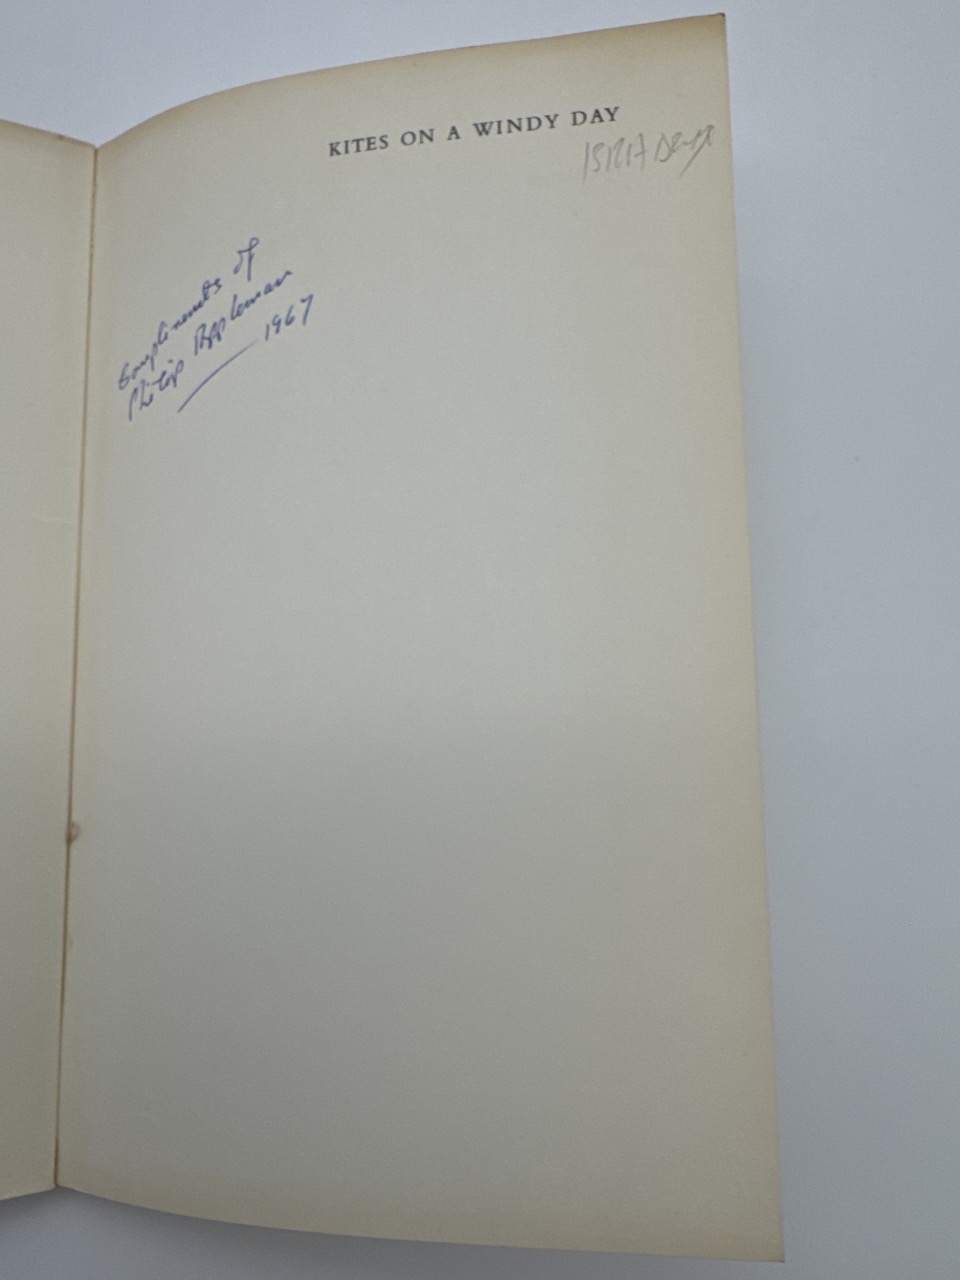 KITES ON A WINDY DAY
Compliments of
Philip Appleman
1967